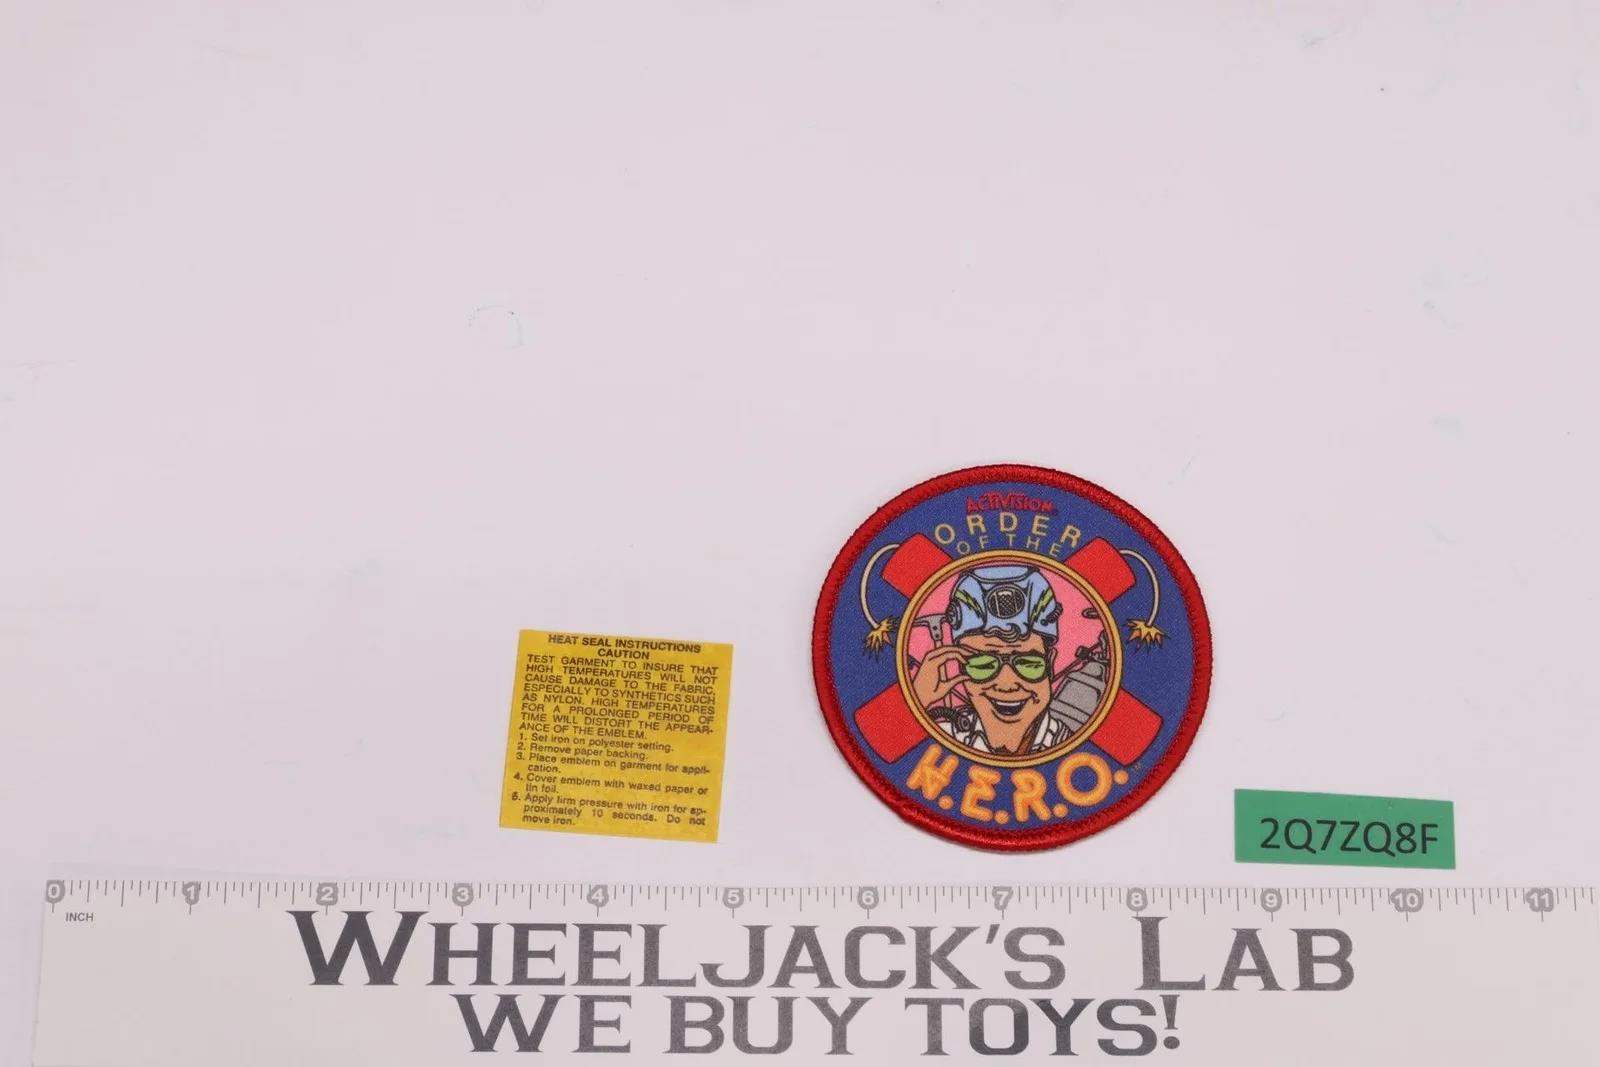 HEAT SEAL INSTRUCTIONS
CAUTION
TEST GARMENT TO INSURE THAT
HIGH TEMPERATURES WILL NOT
CAUSE DAMAGE TO THE FABRIC,
ESPECIALLY TO SYNTHETICS SUCH
AS NYLON. HIGH TEMPERATURES
FOR A PROLONGED PERIOD OF
TIME WILL DISTORT THE APPEAR-
ANCE OF THE EMBLEM.
1. Set iron on polyester setting.
2. Remove paper backing.
3. Place emblem on garment for appli-
cation.
4. Cover emblem with waxed paper or
tin foil.
5. Apply firm pressure with iron for ap-
proximately 10 seconds. Do not
move iron.
ACTIVISION
ORDER
OF THE
H.E.R.O.™
2Q7ZQ8F
0 1 2 3 4 5 6 7 8 9 10 11
INCH
WHEELJACK'S LAB
WE BUY TOYS!